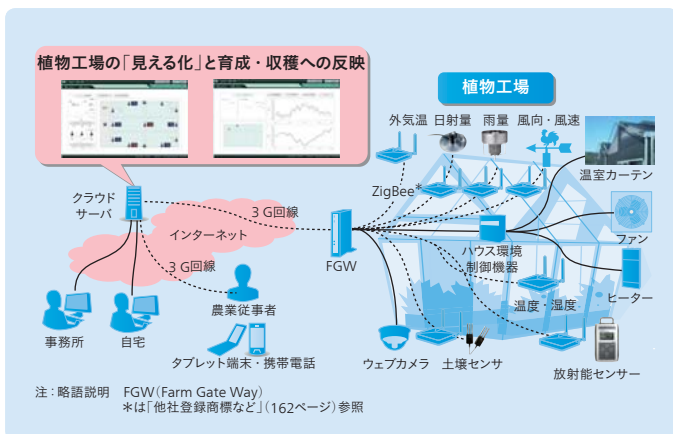 植物工場の「見える化」と育成・収穫への反映
植物工場
外気温 日射量 雨量 風向・風速
温室カーテン
ZigBee*
クラウド
サーバ
3 G回線
インターネット
3 G回線
FGW
ハウス環境
制御機器
ファン
ヒーター
温度・湿度
農業従事者
事務所 自宅
タブレット端末・携帯電話
ウェブカメラ 土壌センサ
放射能センサー
注：略語説明 FGW（Farm Gate Way）
＊は「他社登録商標など」（162ページ）参照